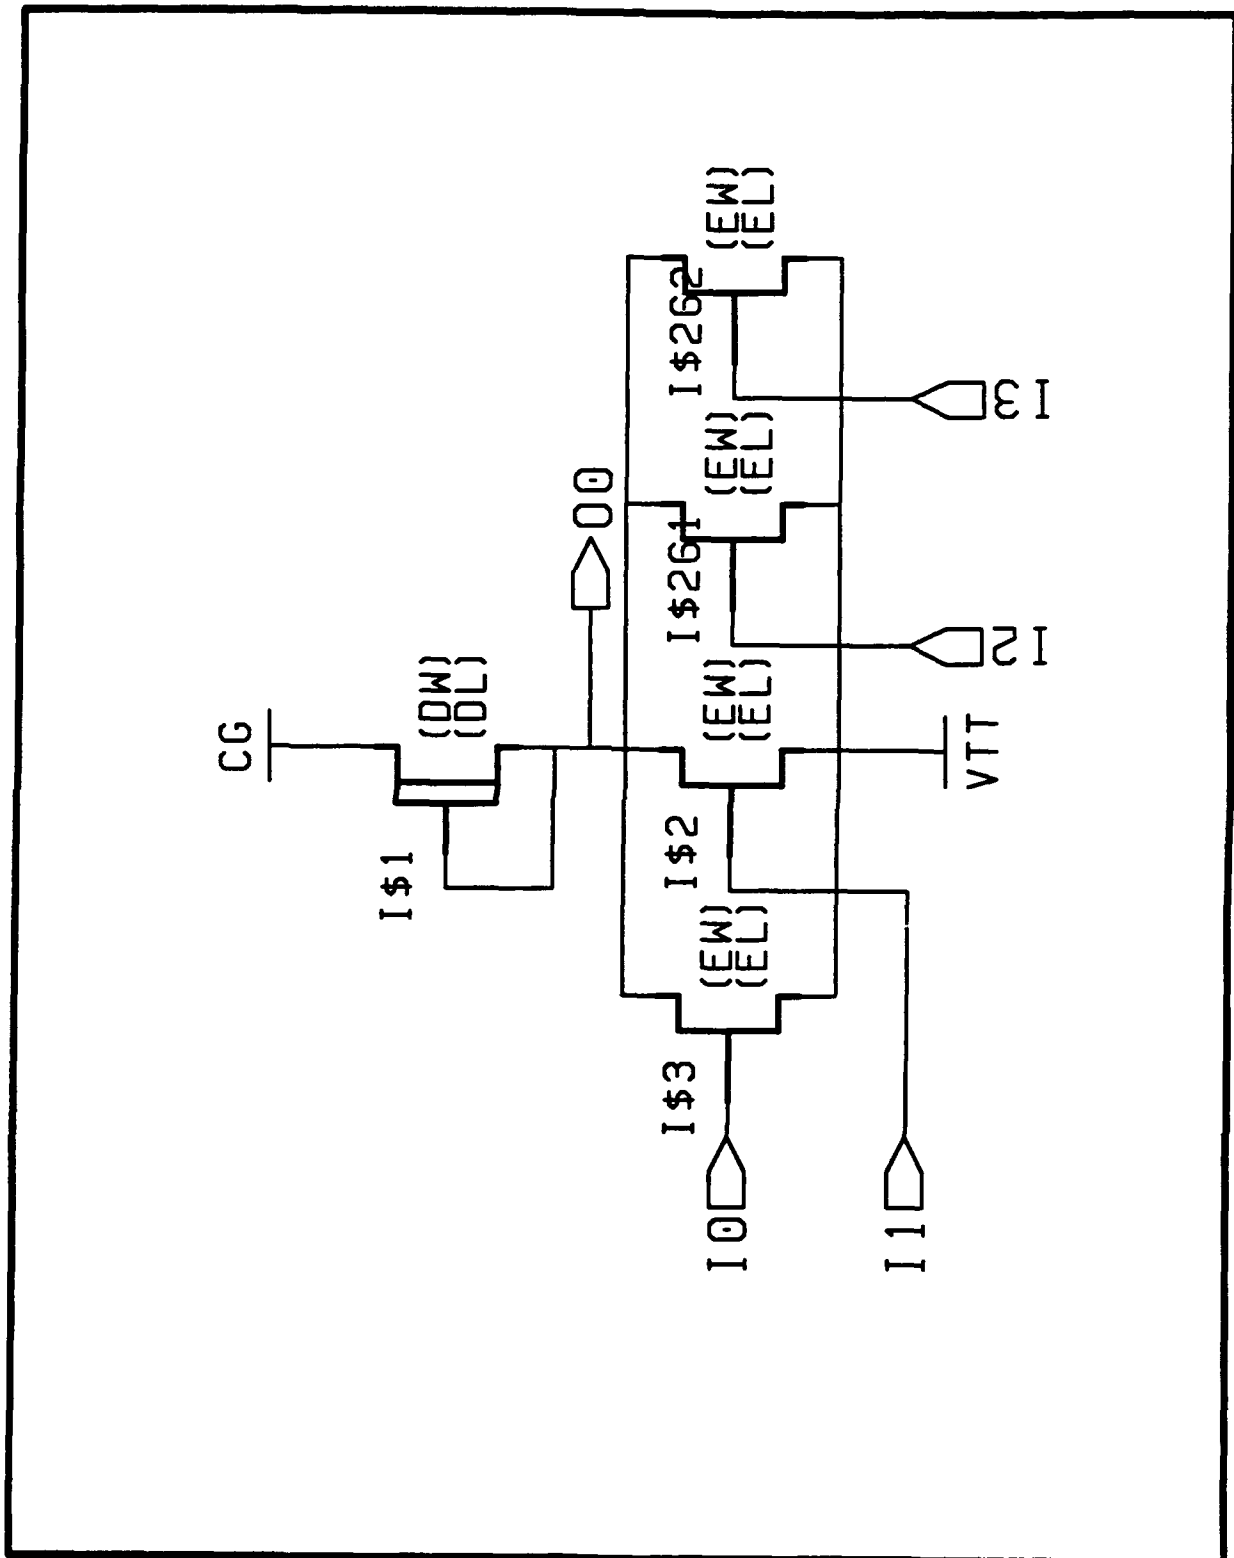 CG
I$1
(DW)
(DL)
O0
I$3
(EW)
(EL)
I$2
(EW)
(EL)
I$261
(EW)
(EL)
I$262
(EW)
(EL)
I0
I1
VTT
I2
I3